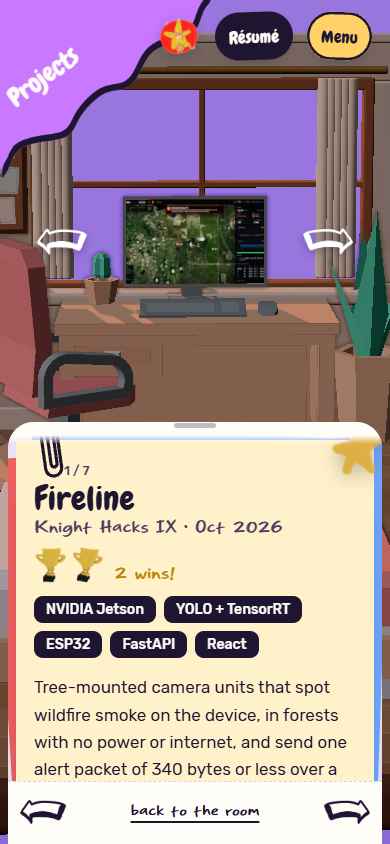 Projects
Résumé
Menu
1 / 7
Fireline
Knight Hacks IX · Oct 2026
2 wins!
NVIDIA Jetson
YOLO + TensorRT
ESP32
FastAPI
React
Tree-mounted camera units that spot
wildfire smoke on the device, in forests
with no power or internet, and send one
alert packet of 340 bytes or less over a
back to the room